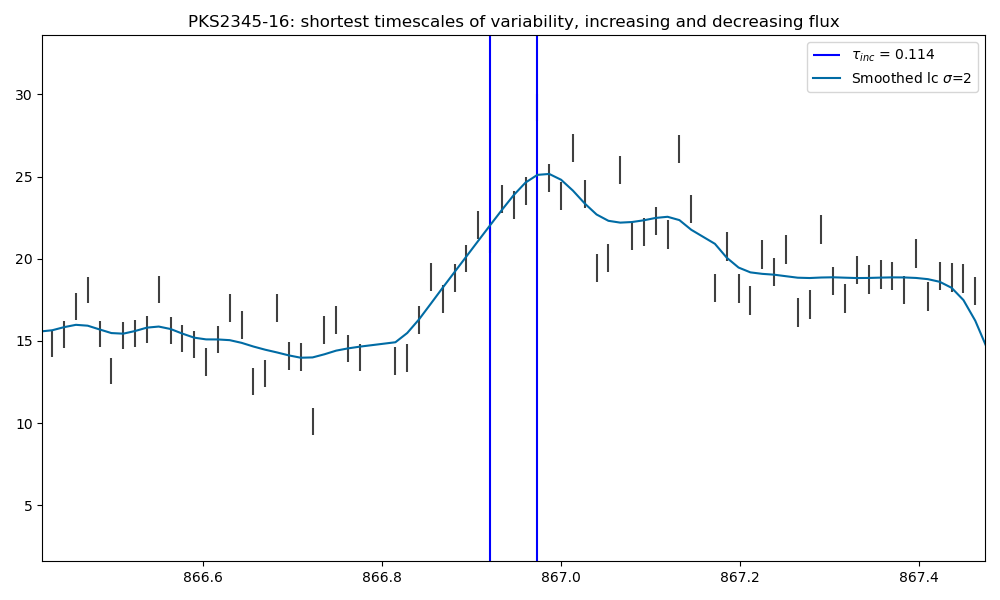 PKS2345-16: shortest timescales of variability, increasing and decreasing flux
τinc = 0.114
Smoothed lc σ=2
30
25
20
15
10
5
866.6 866.8 867.0 867.2 867.4